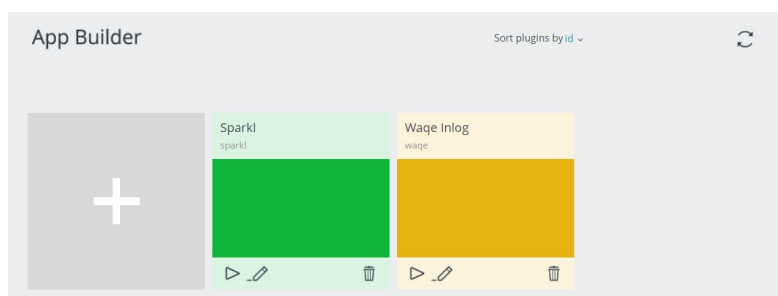 App Builder
Sort plugins by id
Sparkl
sparkl
Waqe Inlog
waqe